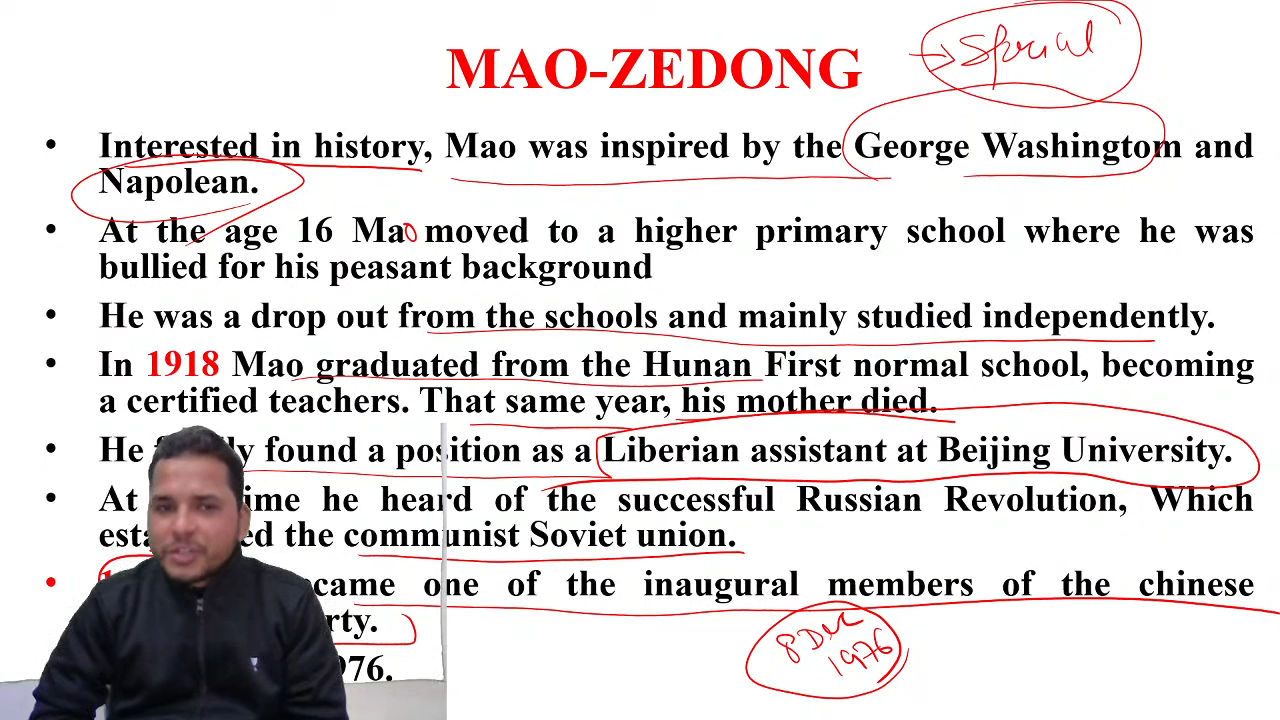 → Special
MAO-ZEDONG
• Interested in history, Mao was inspired by the George Washington and
Napolean.
• At the age 16 Mao moved to a higher primary school where he was
bullied for his peasant background
• He was a drop out from the schools and mainly studied independently.
• In 1918 Mao graduated from the Hunan First normal school, becoming
a certified teachers. That same year, his mother died.
• He found a position as a Liberian assistant at Beijing University.
• At he heard of the successful Russian Revolution, Which
the communist Soviet union.
• one of the inaugural members of the chinese
8 Dec
1976